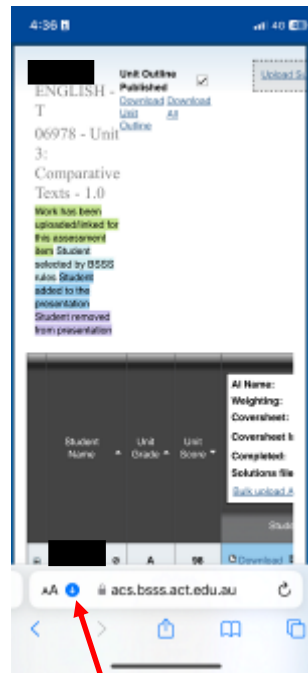 4:36
4G
Unit Outline
Published
Upload Su
ENGLISH -
T
06978 - Unit
3:
Comparative
Texts - 1.0
Download Download
Unit All
Outline
Work has been
uploaded/linked for
this assessment
item Student
selected by BSSS
rules Student
added to the
presentation
Student removed
from presentation
Student
Name
Unit
Grade
Unit
Score
AI Name:
Weighting:
Coversheet:
Coversheet
Completed:
Solutions file
Bulk upload A
Stude
A
98
Download
AA
acs.bsss.act.edu.au